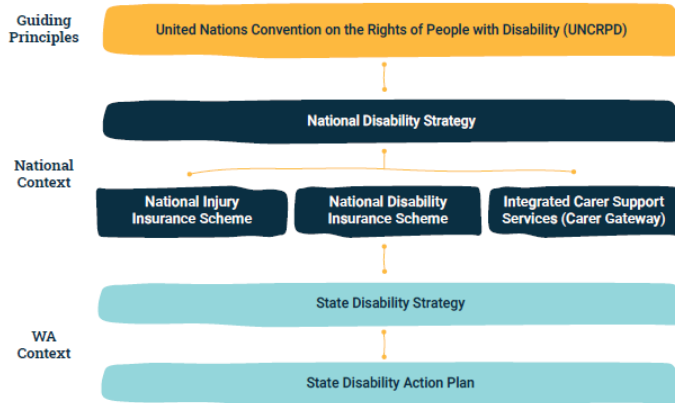 Guiding
Principles
United Nations Convention on the Rights of People with Disability (UNCRPD)
National Disability Strategy
National
Context
National Injury
Insurance Scheme
National Disability
Insurance Scheme
Integrated Carer Support
Services (Carer Gateway)
State Disability Strategy
WA
Context
State Disability Action Plan